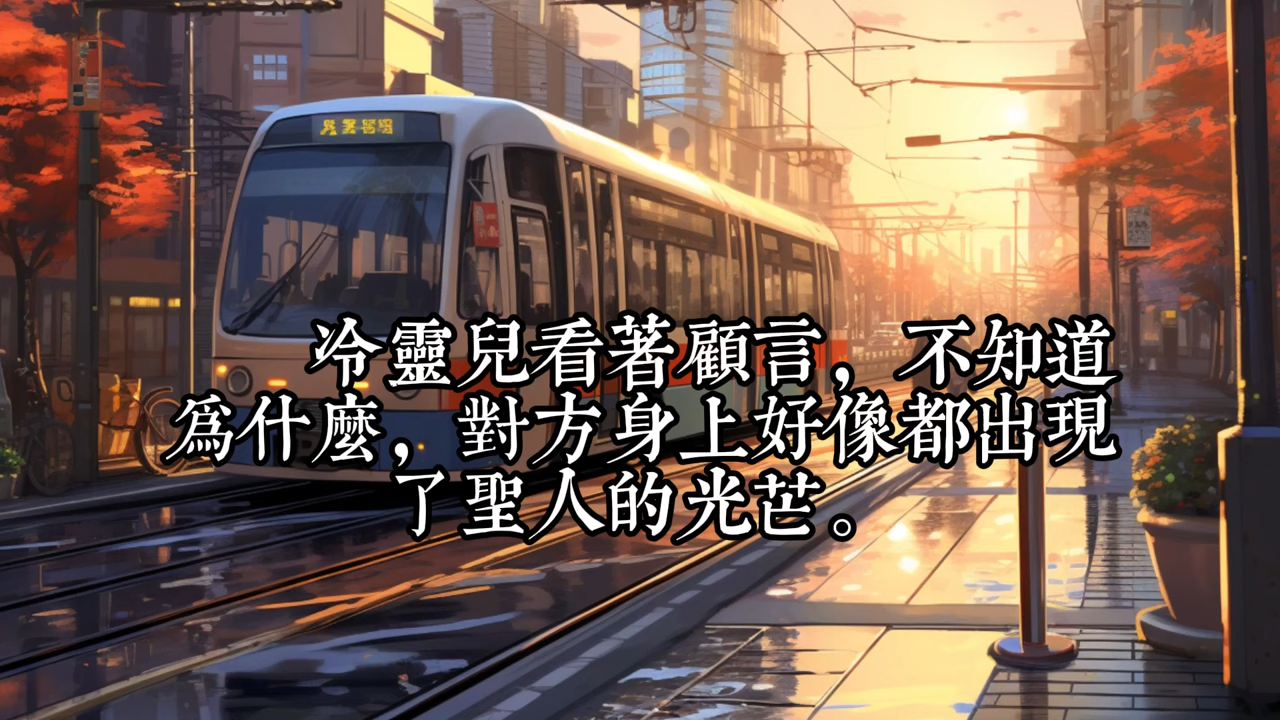 冷靈兒看著顧言，不知道
爲什麼，對方身上好像都出現
了聖人的光芒。